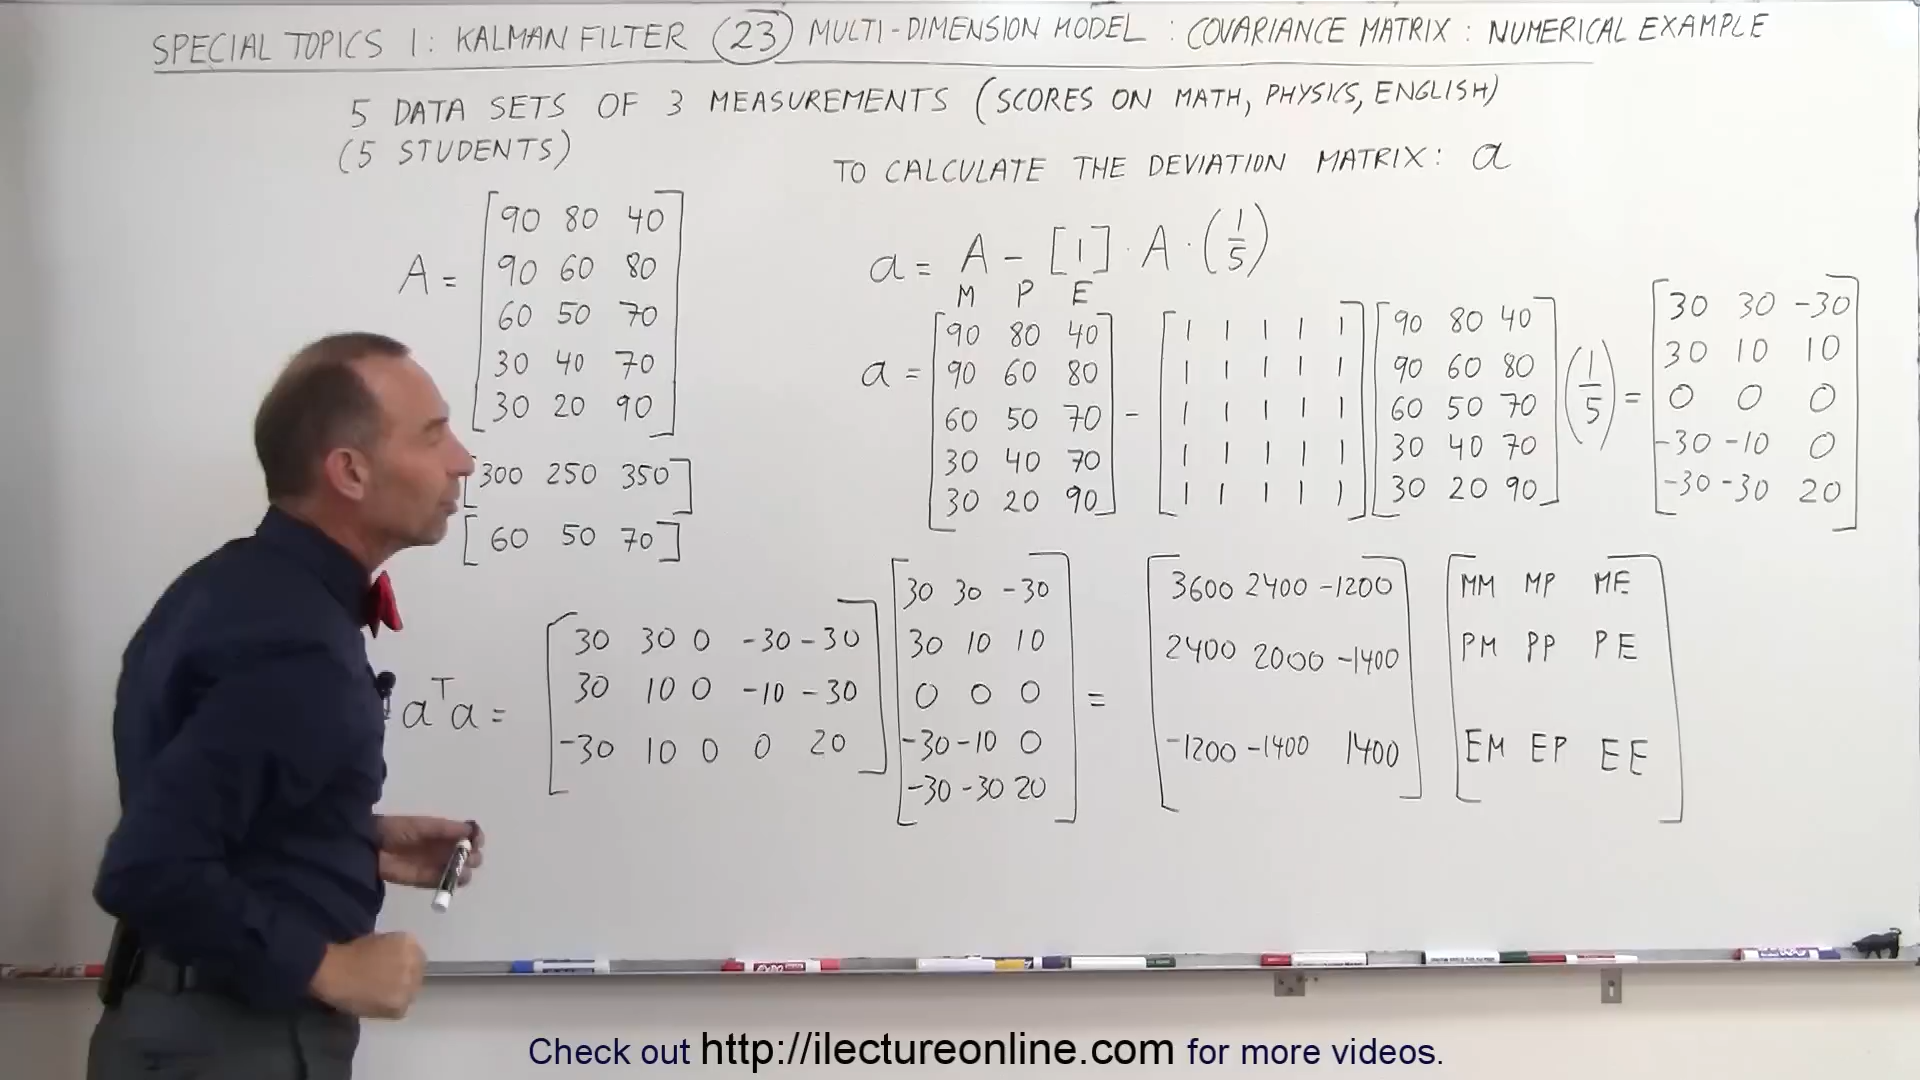 SPECIAL TOPICS 1: KALMAN FILTER (23) MULTI-DIMENSION MODEL : COVARIANCE MATRIX : NUMERICAL EXAMPLE
5 DATA SETS OF 3 MEASUREMENTS (SCORES ON MATH, PHYSICS, ENGLISH)
(5 STUDENTS)
A =
90 80 40
90 60 80
60 50 70
30 40 70
30 20 90
[300 250 350]
[60 50 70]
TO CALCULATE THE DEVIATION MATRIX: a
a = A - [1] · A · (1/5)
M P E
a =
90 80 40
90 60 80
60 50 70
30 40 70
30 20 90
-
1 1 1 1 1
1 1 1 1 1
1 1 1 1 1
1 1 1 1 1
1 1 1 1 1
90 80 40
90 60 80
60 50 70
30 40 70
30 20 90
(1/5) =
30 30 -30
30 10 10
0 0 0
-30 -10 0
-30 -30 20
aᵀa =
30 30 0 -30 -30
30 10 0 -10 -30
-30 10 0 0 20
30 30 -30
30 10 10
0 0 0
-30 -10 0
-30 -30 20
=
3600 2400 -1200
2400 2000 -1400
-1200 -1400 1400
MM MP ME
PM PP PE
EM EP EE
Check out http://ilectureonline.com for more videos.